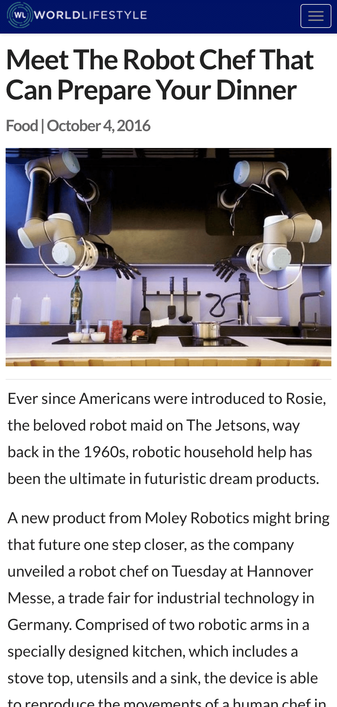 WL WORLDLIFESTYLE
Meet The Robot Chef That
Can Prepare Your Dinner
Food | October 4, 2016
Ever since Americans were introduced to Rosie,
the beloved robot maid on The Jetsons, way
back in the 1960s, robotic household help has
been the ultimate in futuristic dream products.
A new product from Moley Robotics might bring
that future one step closer, as the company
unveiled a robot chef on Tuesday at Hannover
Messe, a trade fair for industrial technology in
Germany. Comprised of two robotic arms in a
specially designed kitchen, which includes a
stove top, utensils and a sink, the device is able
to reproduce the movements of a human chef in